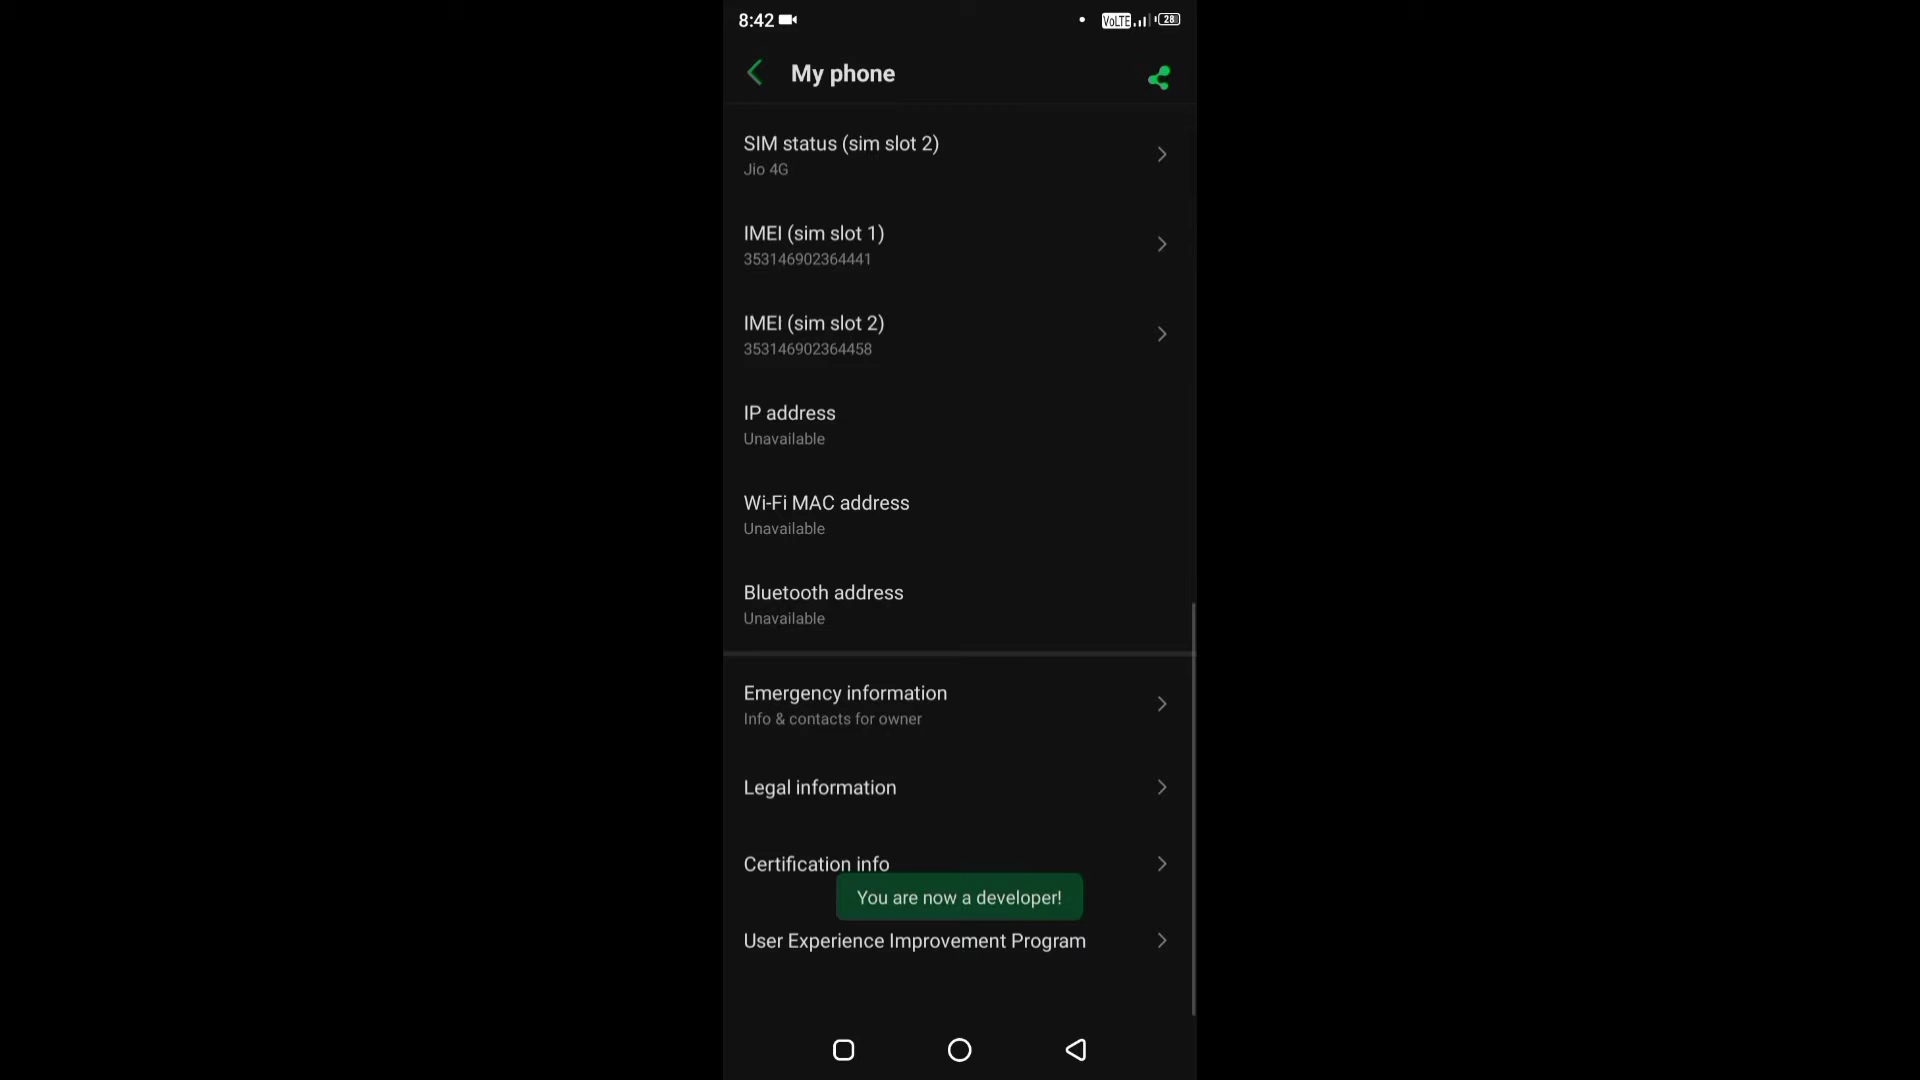 8:42
VoLTE
28
My phone
SIM status (sim slot 2)
Jio 4G
IMEI (sim slot 1)
353146902364441
IMEI (sim slot 2)
353146902364458
IP address
Unavailable
Wi-Fi MAC address
Unavailable
Bluetooth address
Unavailable
Emergency information
Info & contacts for owner
Legal information
Certification info
You are now a developer!
User Experience Improvement Program